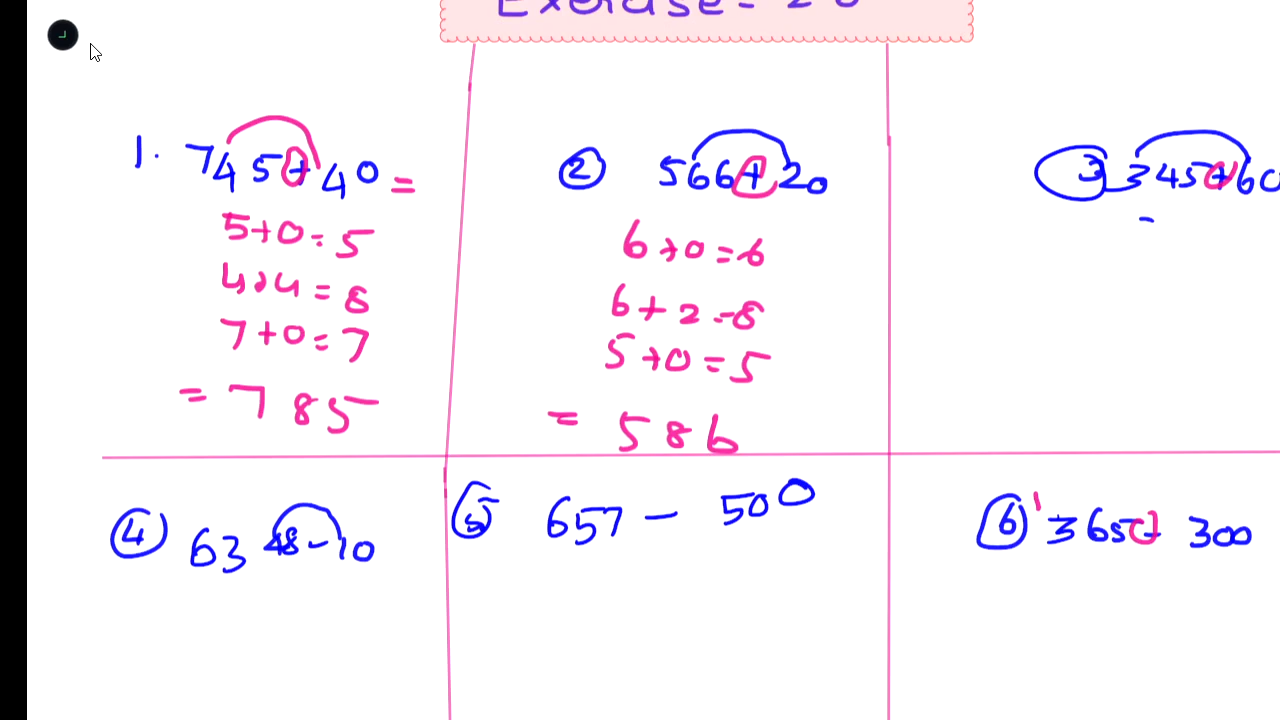 Exercise - 20
1. 745 + 40 =
5+0=5
4+4=8
7+0=7
= 785
② 566 + 20
6+0=6
6+2=8
5+0=5
= 586
③ 345 + 60
-
④ 6348 - 10
⑤ 657 - 500
⑥ 365 + 300